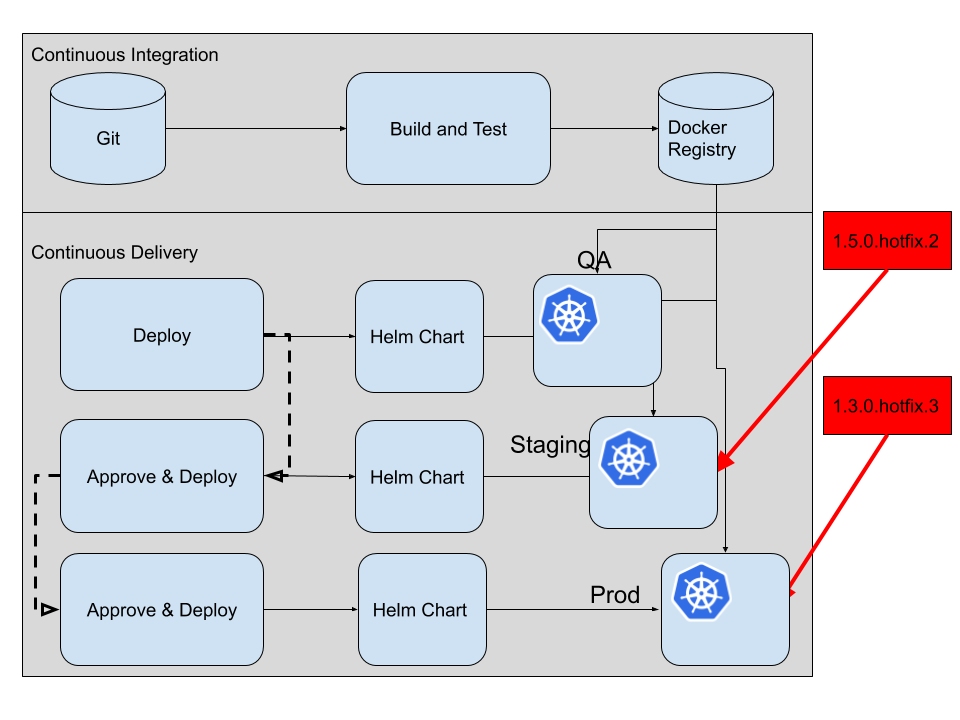 Continuous Integration
Git
Build and Test
Docker
Registry
Continuous Delivery
1.5.0.hotfix.2
QA
Deploy
Helm Chart
1.3.0.hotfix.3
Staging
Approve & Deploy
Helm Chart
Prod
Approve & Deploy
Helm Chart